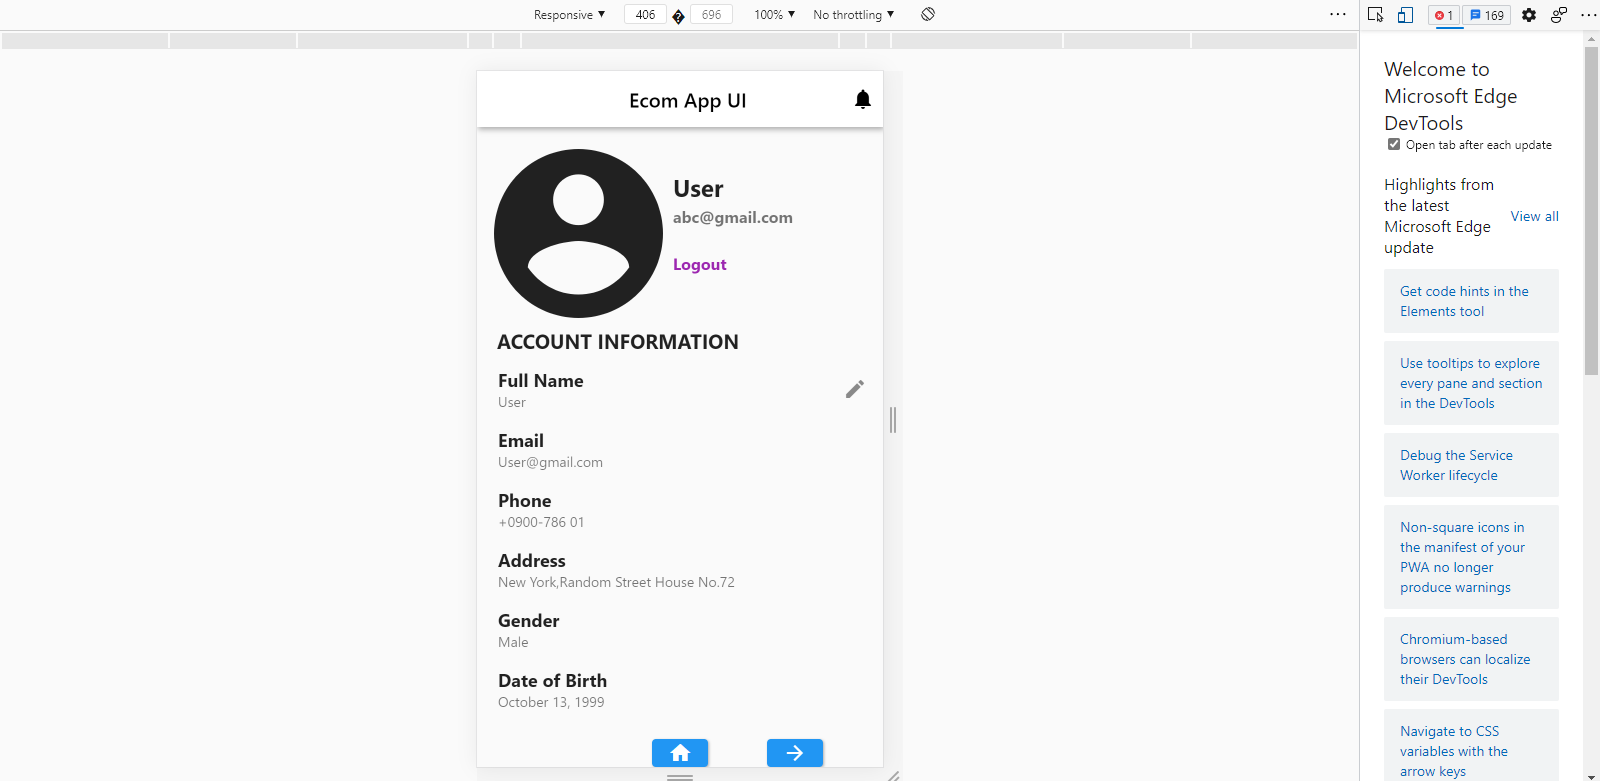 Responsive ▼ 406 696 100% ▼ No throttling ▼ ···
1 169 ···
Ecom App UI
User
abc@gmail.com
Logout
ACCOUNT INFORMATION
Full Name
User
Email
User@gmail.com
Phone
+0900-786 01
Address
New York,Random Street House No.72
Gender
Male
Date of Birth
October 13, 1999
Welcome to
Microsoft Edge
DevTools
Open tab after each update
Highlights from
the latest
Microsoft Edge
update
View all
Get code hints in the
Elements tool
Use tooltips to explore
every pane and section
in the DevTools
Debug the Service
Worker lifecycle
Non-square icons in
the manifest of your
PWA no longer
produce warnings
Chromium-based
browsers can localize
their DevTools
Navigate to CSS
variables with the
arrow keys